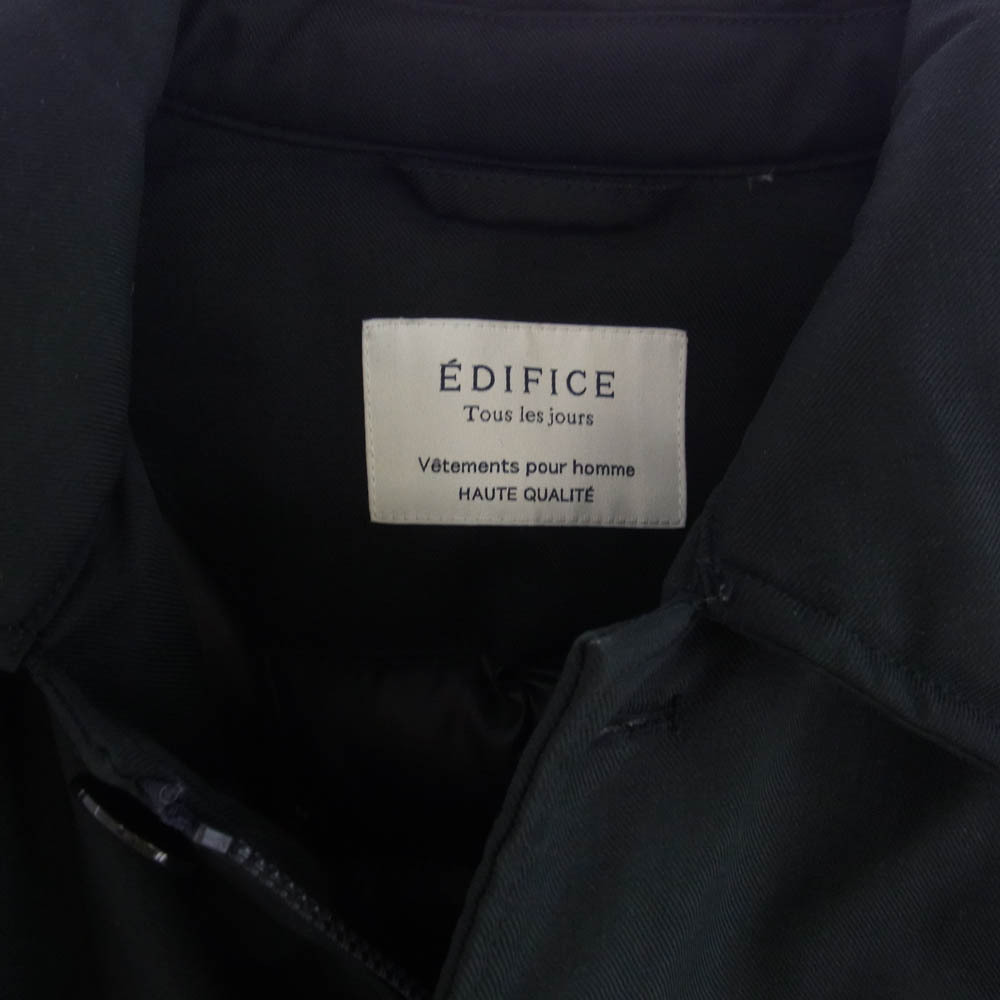 ÉDIFICE
Tous les jours
Vêtements pour homme
HAUTE QUALITÉ